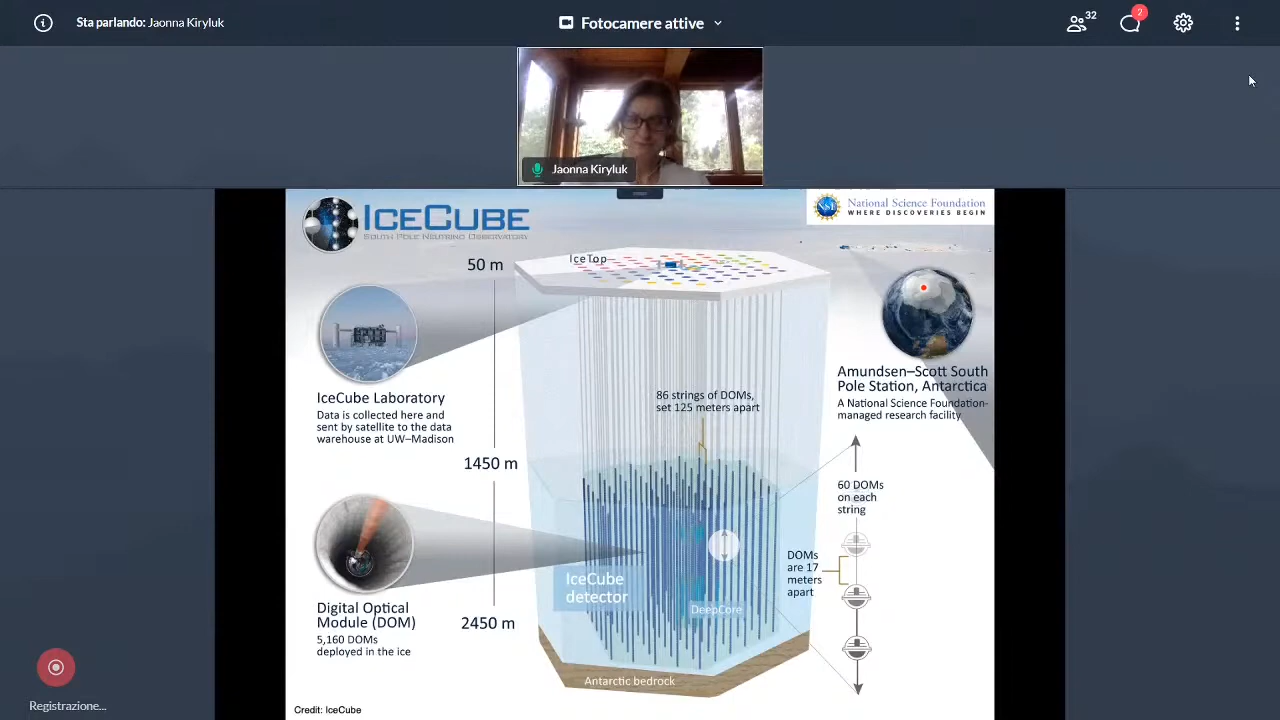 Sta parlando: Jaonna Kiryluk
Fotocamere attive
32
2
Jaonna Kiryluk
ICECUBE
SOUTH POLE NEUTRINO OBSERVATORY
NSF
National Science Foundation
WHERE DISCOVERIES BEGIN
50 m
IceTop
IceCube Laboratory
Data is collected here and
sent by satellite to the data
warehouse at UW–Madison
86 strings of DOMs,
set 125 meters apart
Amundsen–Scott South
Pole Station, Antarctica
A National Science Foundation-
managed research facility
1450 m
60 DOMs
on each
string
DOMs
are 17
meters
apart
IceCube
detector
DeepCore
Digital Optical
Module (DOM)
5,160 DOMs
deployed in the ice
2450 m
Antarctic bedrock
Registrazione...
Credit: IceCube